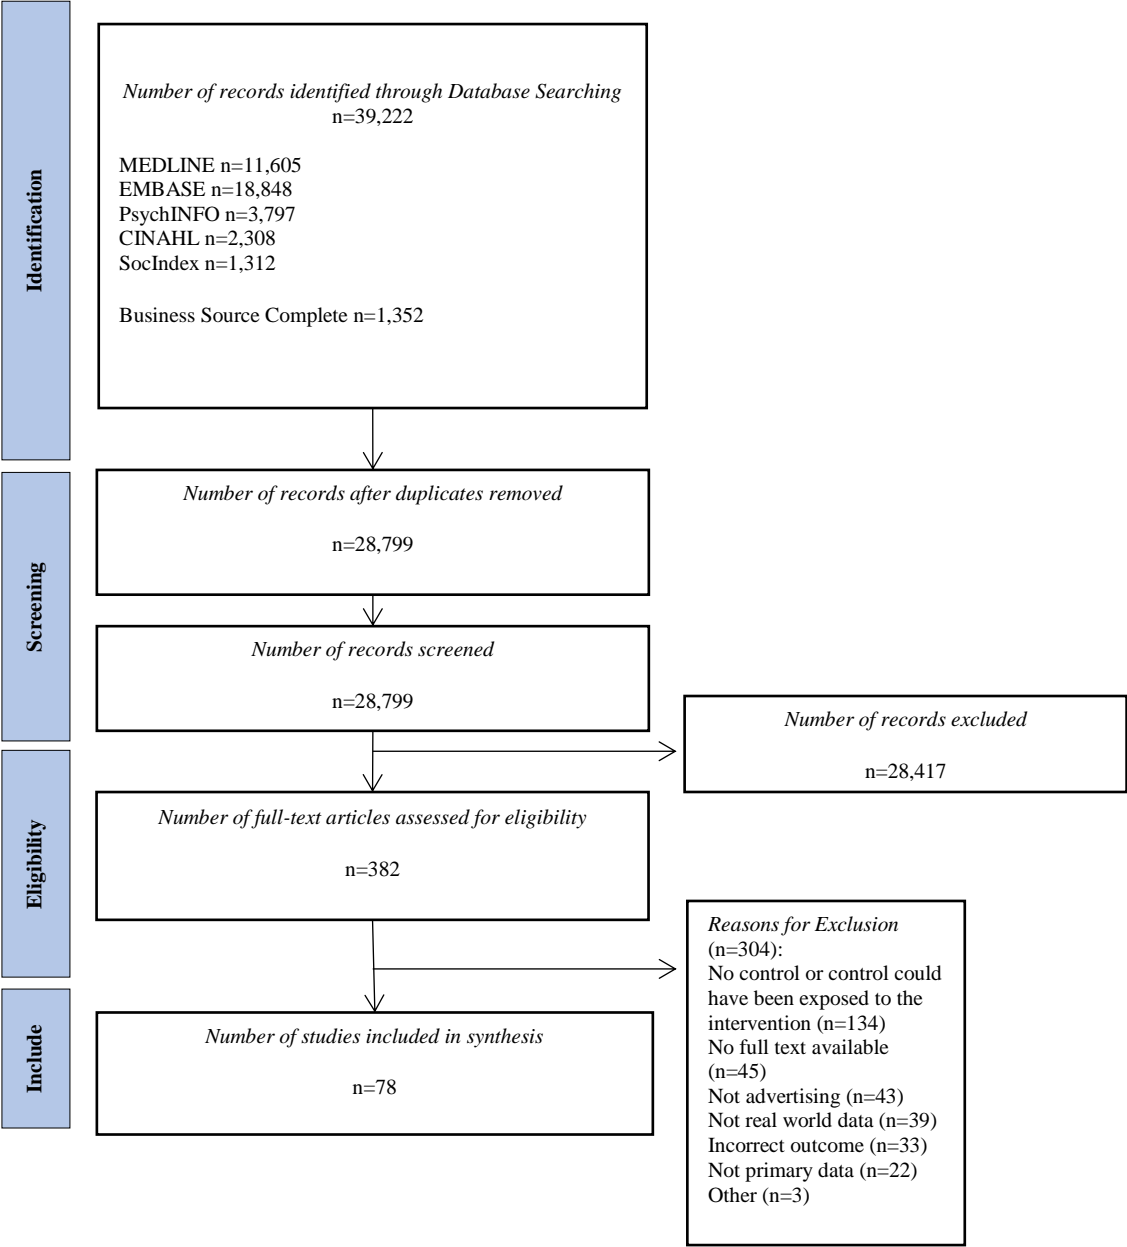 Identification
Number of records identified through Database Searching
n=39,222
MEDLINE n=11,605
EMBASE n=18,848
PsychINFO n=3,797
CINAHL n=2,308
SocIndex n=1,312
Business Source Complete n=1,352
Screening
Number of records after duplicates removed
n=28,799
Number of records screened
n=28,799
Number of records excluded
n=28,417
Eligibility
Number of full-text articles assessed for eligibility
n=382
Reasons for Exclusion
(n=304):
No control or control could
have been exposed to the
intervention (n=134)
No full text available
(n=45)
Not advertising (n=43)
Not real world data (n=39)
Incorrect outcome (n=33)
Not primary data (n=22)
Other (n=3)
Include
Number of studies included in synthesis
n=78